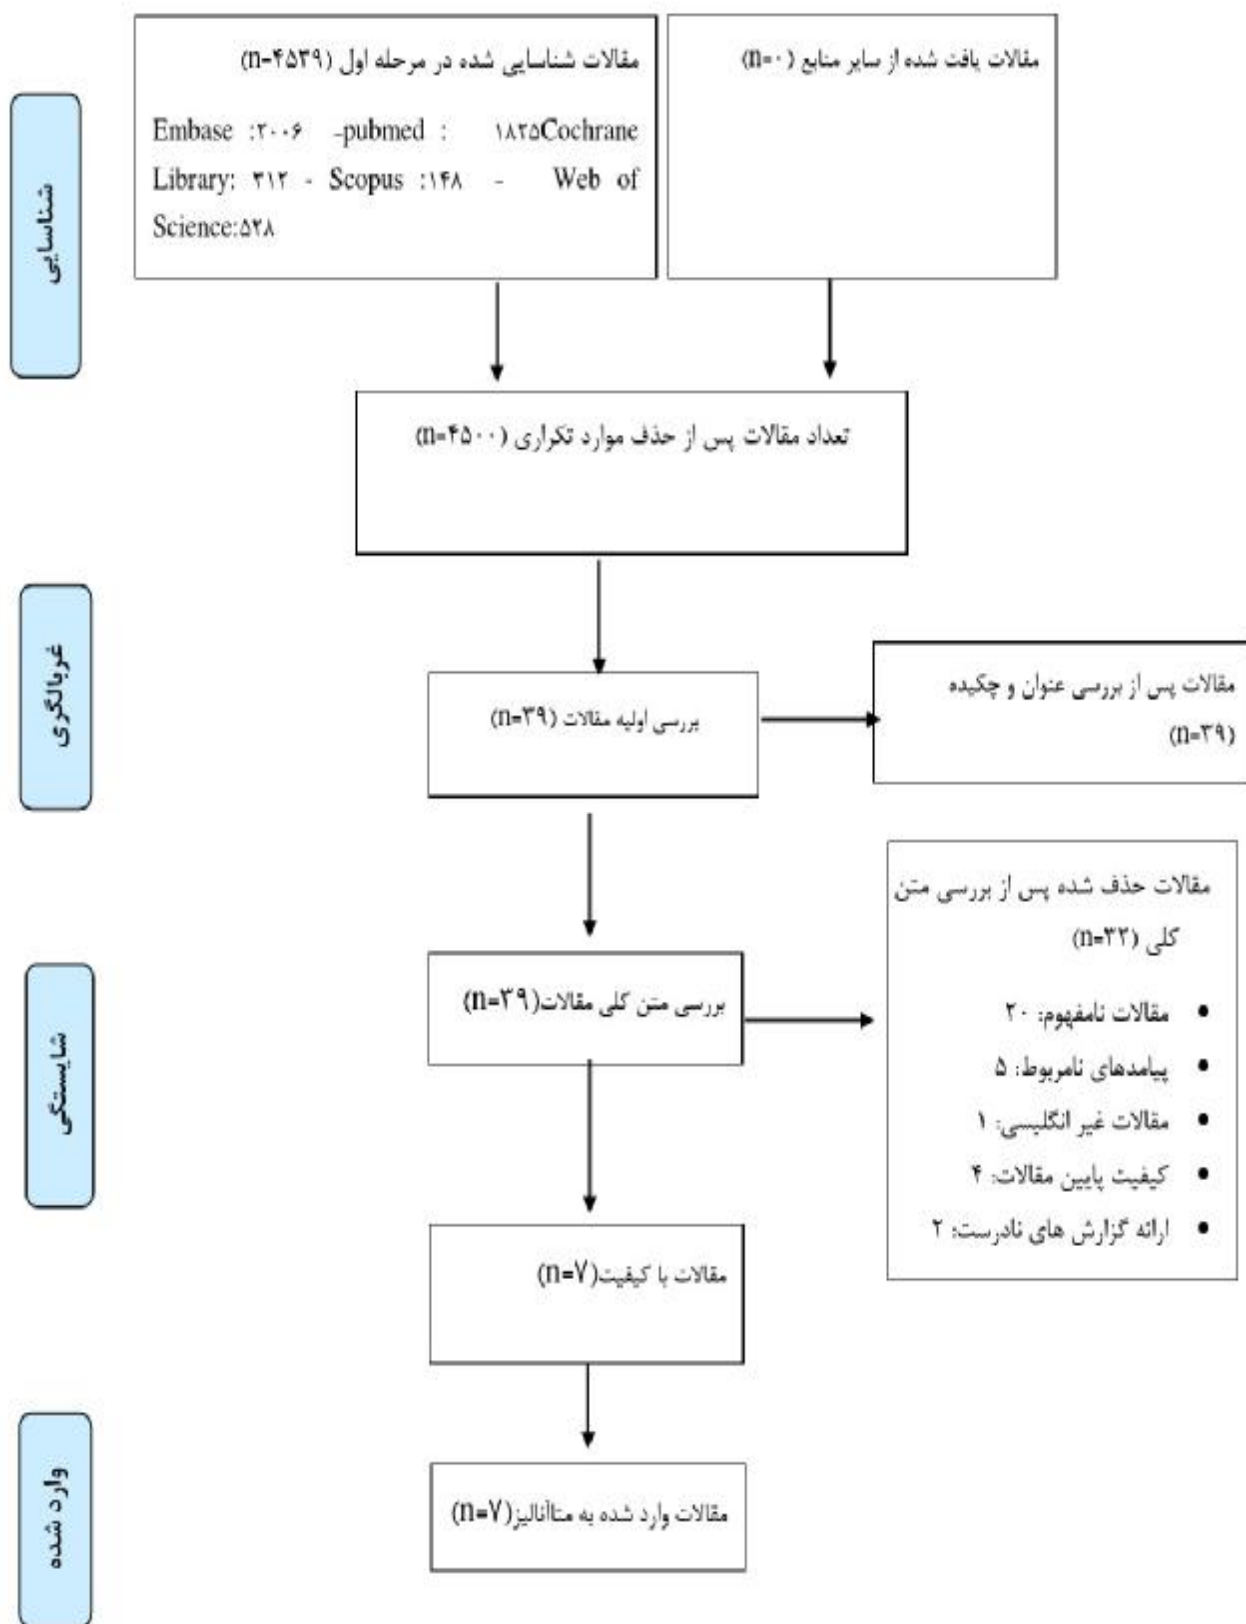 مقالات شناسایی شده در مرحله اول (n-۴۵۳۹)
Embase :۲۰۰۶ -pubmed : ۱۸۲۵Cochrane
Library: ۳۱۲ - Scopus :۱۴۸ - Web of
Science:۵۲۸
مقالات یافت شده از سایر منابع (n=۰)
شناسایی
تعداد مقالات پس از حذف موارد تکراری (n=۴۵۰۰)
غربالگری
بررسی اولیه مقالات (n=۳۹)
مقالات پس از بررسی عنوان و چکیده
(n=۳۹)
شایستگی
بررسی متن کلی مقالات(n=۳۹)
مقالات حذف شده پس از بررسی متن
کلی (n=۳۲)
• مقالات نامفهوم: ۲۰
• پیامدهای نامربوط: ۵
• مقالات غیر انگلیسی: ۱
• کیفیت پایین مقالات: ۴
• ارائه گزارش های نادرست: ۲
مقالات با کیفیت(n=۷)
وارد شده
مقالات وارد شده به متاآنالیز(n=۷)